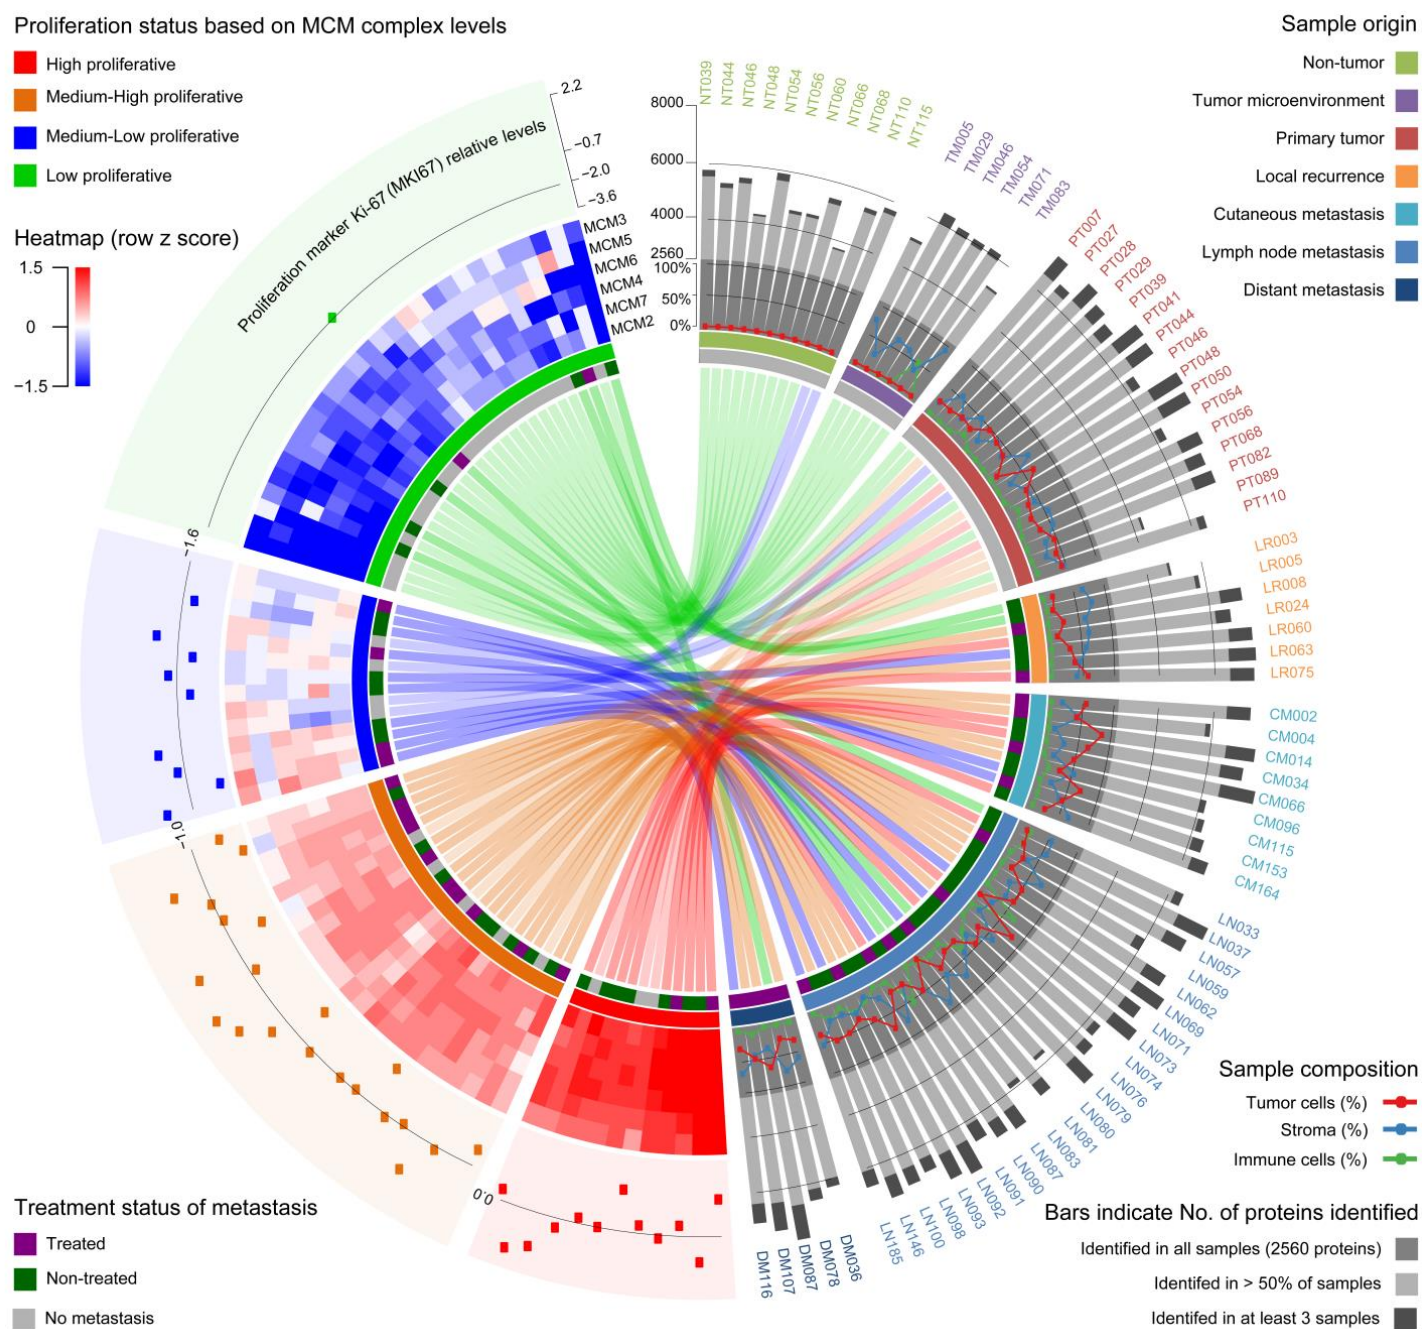 Proliferation status based on MCM complex levels
High proliferative
Medium-High proliferative
Medium-Low proliferative
Low proliferative
Heatmap (row z score)
1.5
0
−1.5
Proliferation marker Ki-67 (MKI67) relative levels
2.2
−0.7
−2.0
−3.6
MCM3
MCM5
MCM6
MCM4
MCM7
MCM2
−1.6
−1.0
0.0
8000
6000
4000
2560
100%
50%
0%
NT039
NT044
NT046
NT048
NT054
NT056
NT060
NT066
NT068
NT110
NT115
TM005
TM029
TM046
TM054
TM071
TM083
PT007
PT027
PT028
PT029
PT039
PT041
PT044
PT046
PT048
PT050
PT054
PT056
PT068
PT082
PT089
PT110
LR003
LR005
LR008
LR024
LR060
LR063
LR075
CM002
CM004
CM014
CM034
CM066
CM096
CM115
CM153
CM164
LN033
LN037
LN057
LN059
LN062
LN069
LN071
LN073
LN074
LN076
LN079
LN080
LN081
LN083
LN087
LN090
LN091
LN092
LN093
LN098
LN100
LN146
LN185
DM036
DM078
DM087
DM107
DM116
Sample origin
Non-tumor
Tumor microenvironment
Primary tumor
Local recurrence
Cutaneous metastasis
Lymph node metastasis
Distant metastasis
Sample composition
Tumor cells (%)
Stroma (%)
Immune cells (%)
Bars indicate No. of proteins identified
Identified in all samples (2560 proteins)
Identifed in > 50% of samples
Identifed in at least 3 samples
Treatment status of metastasis
Treated
Non-treated
No metastasis